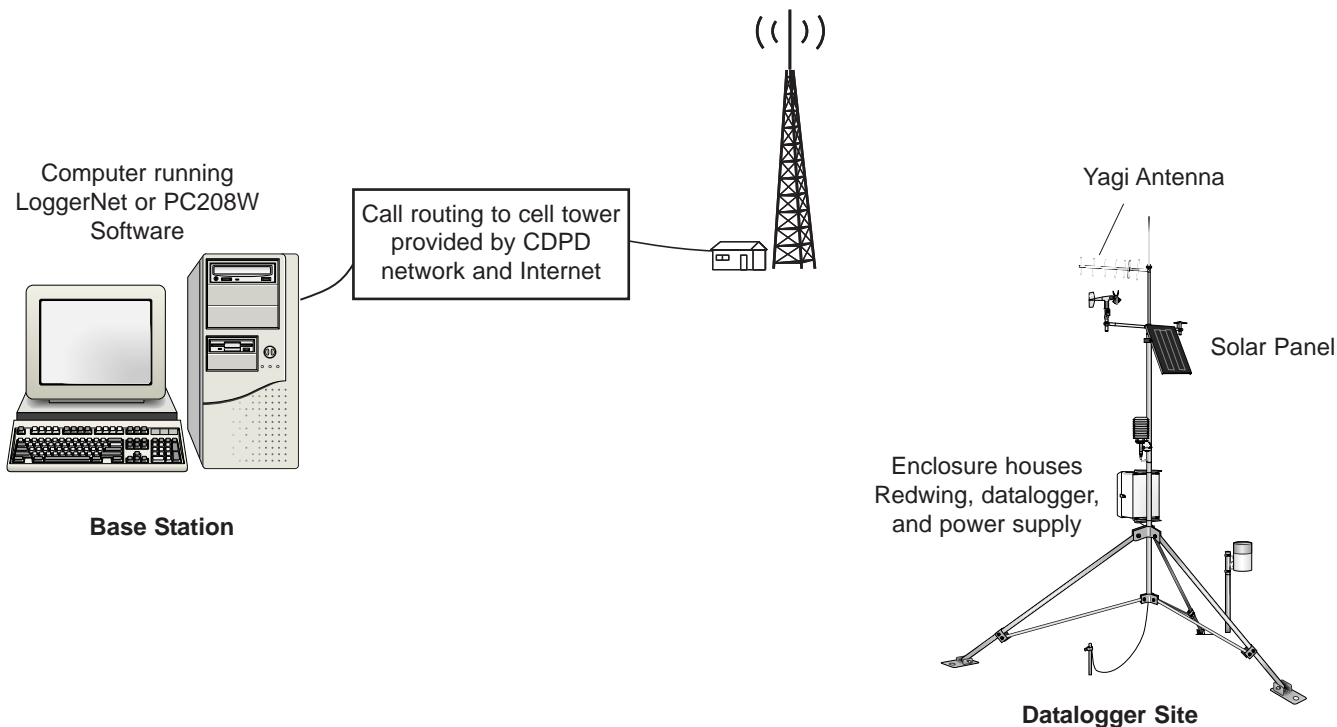 Computer running
LoggerNet or PC208W
Software
Call routing to cell tower
provided by CDPD
network and Internet
Yagi Antenna
Solar Panel
Enclosure houses
Redwing, datalogger,
and power supply
Base Station
Datalogger Site